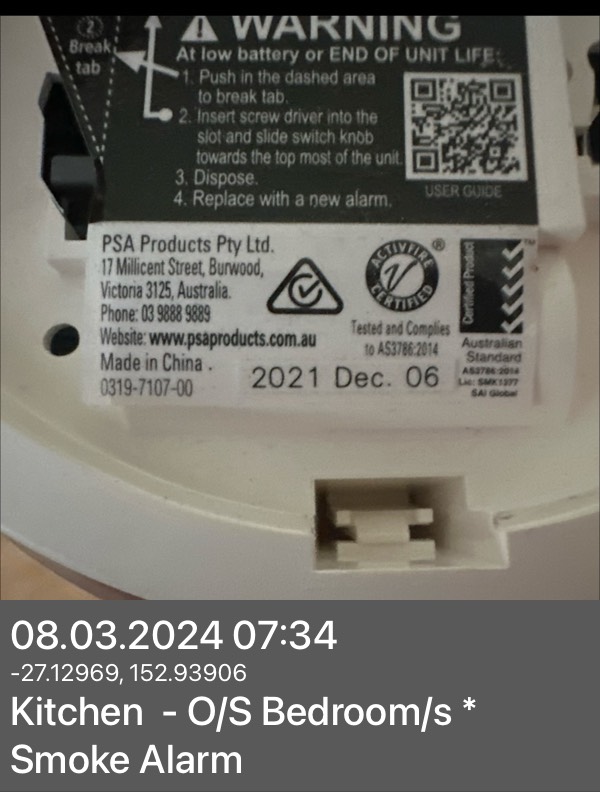 WARNING
At low battery or END OF UNIT LIFE:
② Break tab
1. Push in the dashed area
to break tab.
2. Insert screw driver into the
slot and slide switch knob
towards the top most of the unit.
3. Dispose.
4. Replace with a new alarm.
USER GUIDE
PSA Products Pty Ltd.
17 Millicent Street, Burwood,
Victoria 3125, Australia.
Phone: 03 9888 9889
Website: www.psaproducts.com.au
Made in China .
0319-7107-00
ACTIVFIRE ®
CERTIFIED
Tested and Complies
to AS3786:2014
2021 Dec. 06
Certified Product
™
Australian
Standard
AS3786:2014
Lic: SMK1377
SAI Global
08.03.2024 07:34
-27.12969, 152.93906
Kitchen - O/S Bedroom/s *
Smoke Alarm